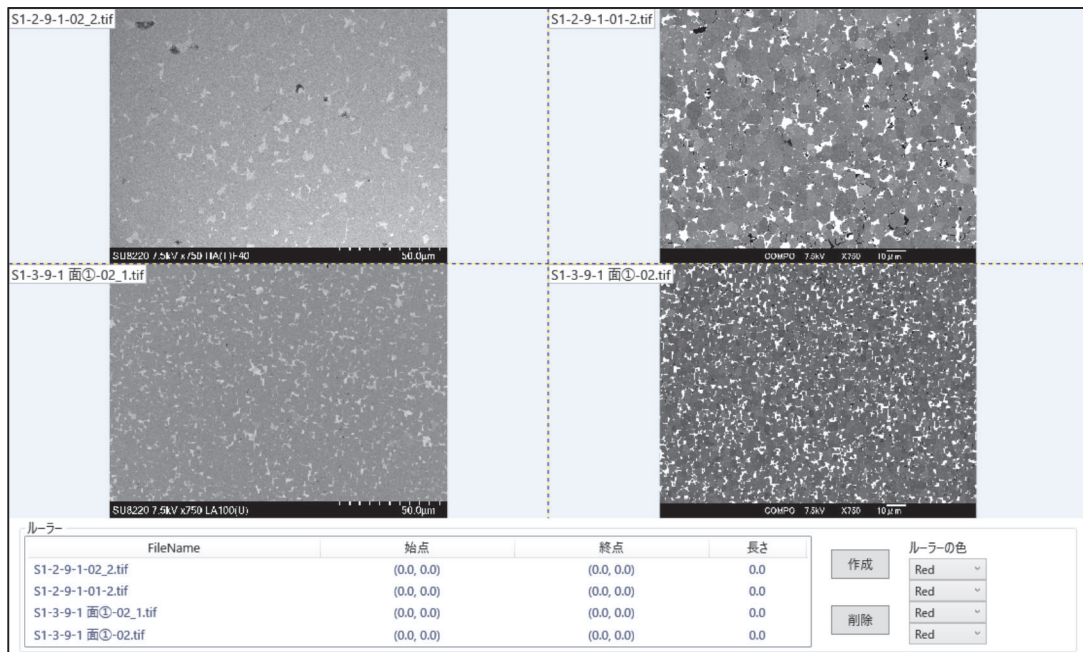 S1-2-9-1-02_2.tif
S1-2-9-1-01-2.tif
SU8220 7.5kV x750 HA(T)F40 50.0μm
COMPO 7.5kV X750 10μm
S1-3-9-1 面①-02_1.tif
S1-3-9-1 面①-02.tif
SU8220 7.5kV x750 LA100(U) 50.0μm
COMPO 7.5kV X750 10μm
ルーラー
FileName 始点 終点 長さ
ルーラーの色
S1-2-9-1-02_2.tif (0.0, 0.0) (0.0, 0.0) 0.0
作成
Red
S1-2-9-1-01-2.tif (0.0, 0.0) (0.0, 0.0) 0.0
Red
S1-3-9-1 面①-02_1.tif (0.0, 0.0) (0.0, 0.0) 0.0
削除
Red
S1-3-9-1 面①-02.tif (0.0, 0.0) (0.0, 0.0) 0.0
Red